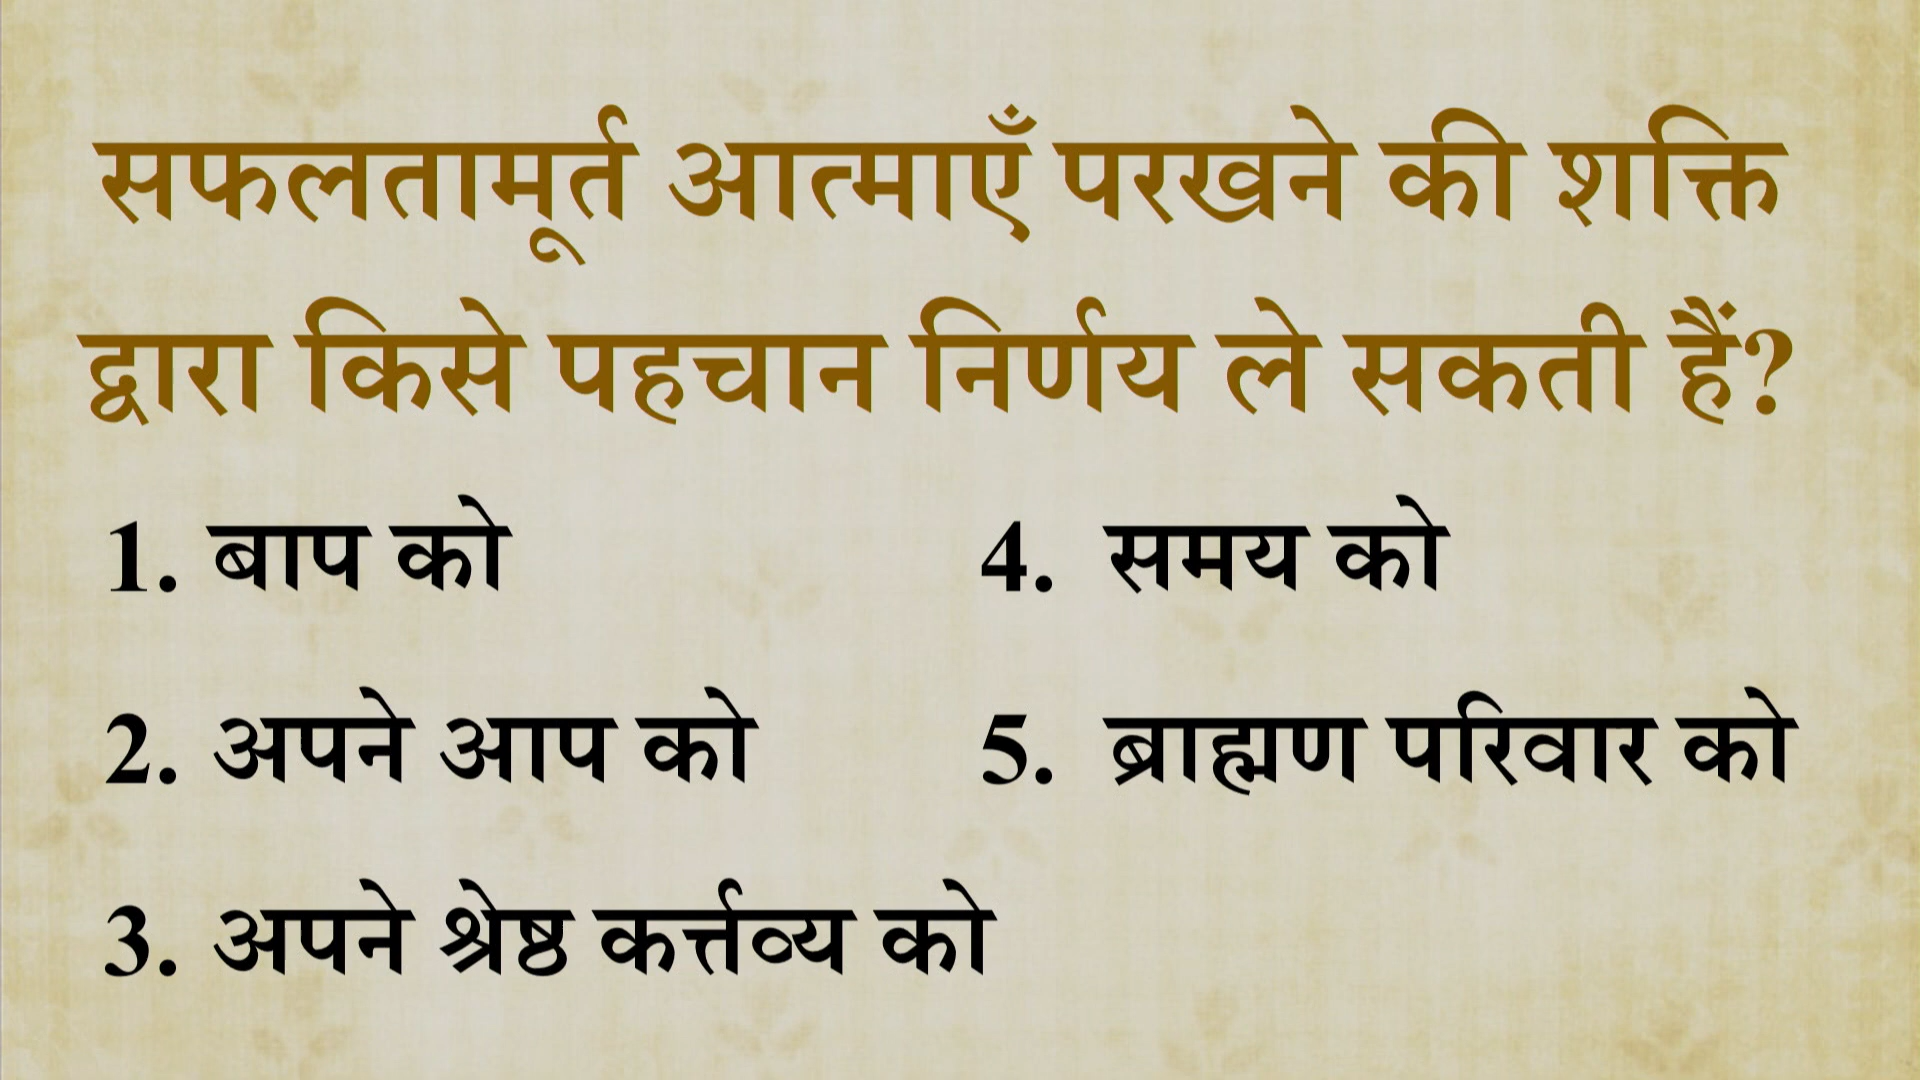 सफलतामूर्त आत्माएँ परखने की शक्ति
द्वारा किसे पहचान निर्णय ले सकती हैं?
1. बाप को
2. अपने आप को
3. अपने श्रेष्ठ कर्त्तव्य को
4. समय को
5. ब्राह्मण परिवार को